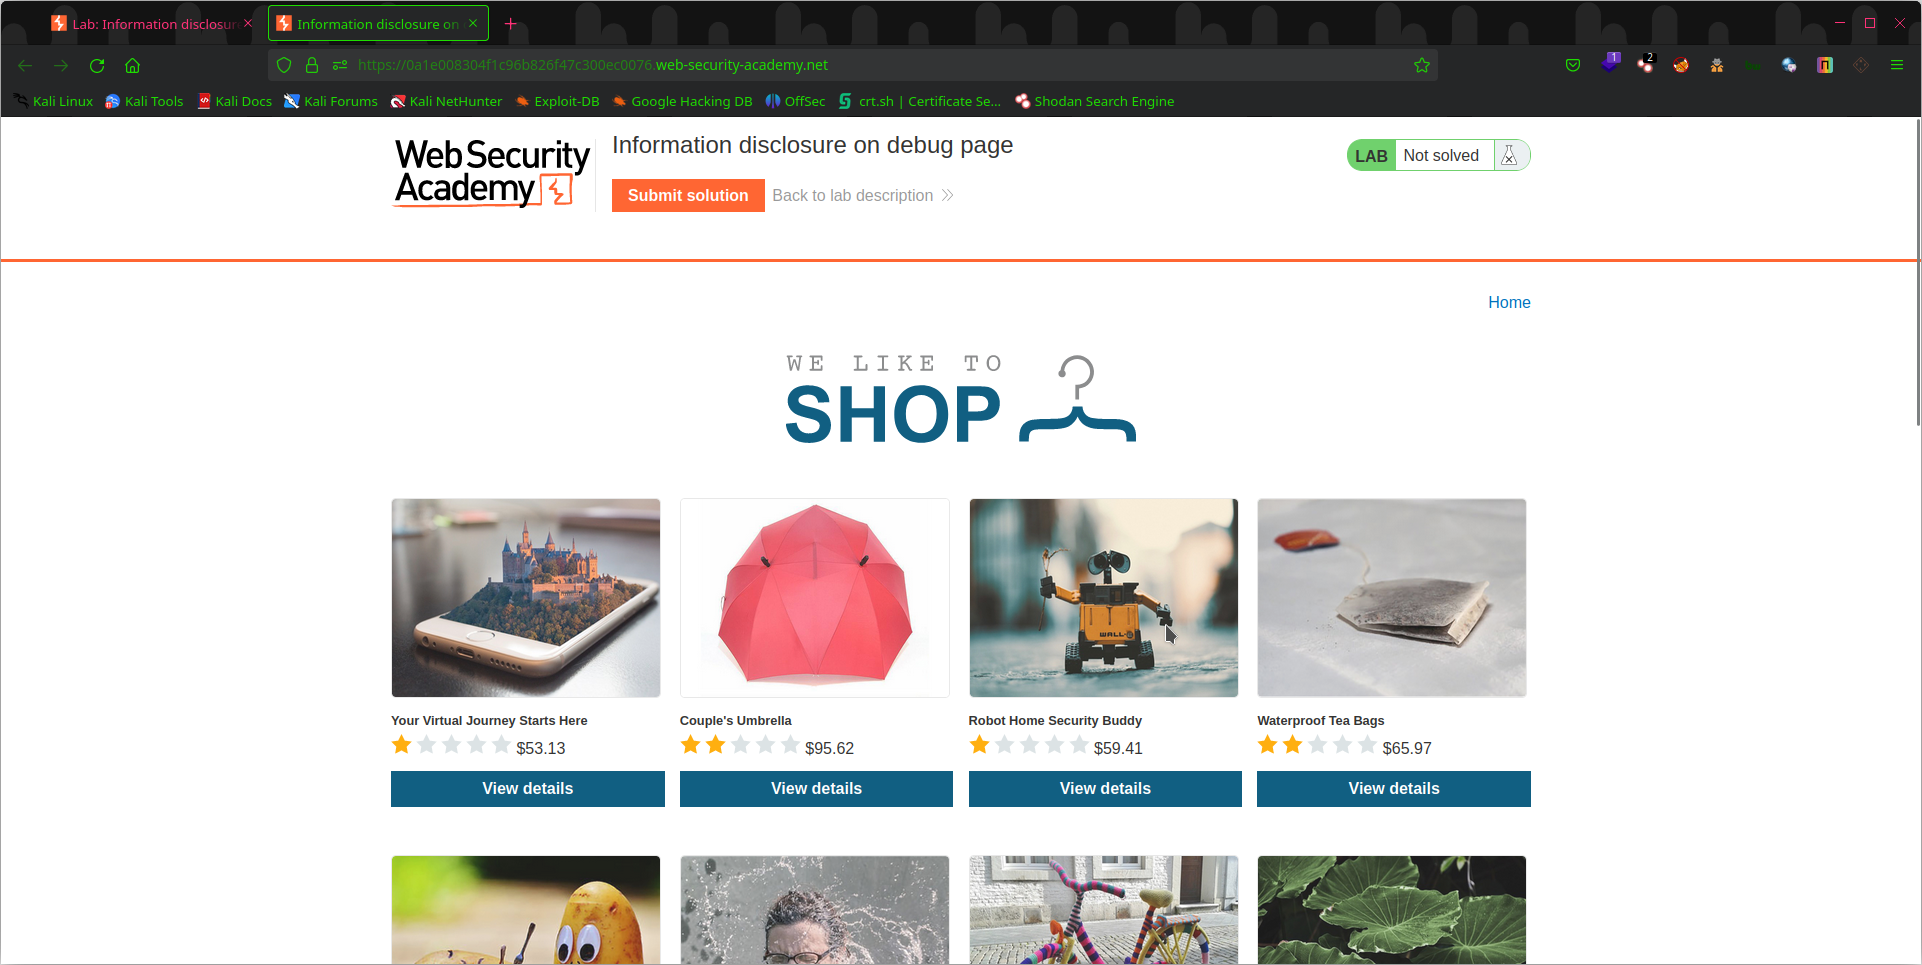 Lab: Information disclosur
Information disclosure on
https://0a1e008304f1c96b826f47c300ec0076.web-security-academy.net
1
2
Kali Linux
Kali Tools
Kali Docs
Kali Forums
Kali NetHunter
Exploit-DB
Google Hacking DB
OffSec
crt.sh | Certificate Se...
Shodan Search Engine
Web Security
Academy
Information disclosure on debug page
Submit solution
Back to lab description
LAB
Not solved
Home
WE LIKE TO
SHOP
WALL·E
Your Virtual Journey Starts Here
$53.13
View details
Couple's Umbrella
$95.62
View details
Robot Home Security Buddy
$59.41
View details
Waterproof Tea Bags
$65.97
View details